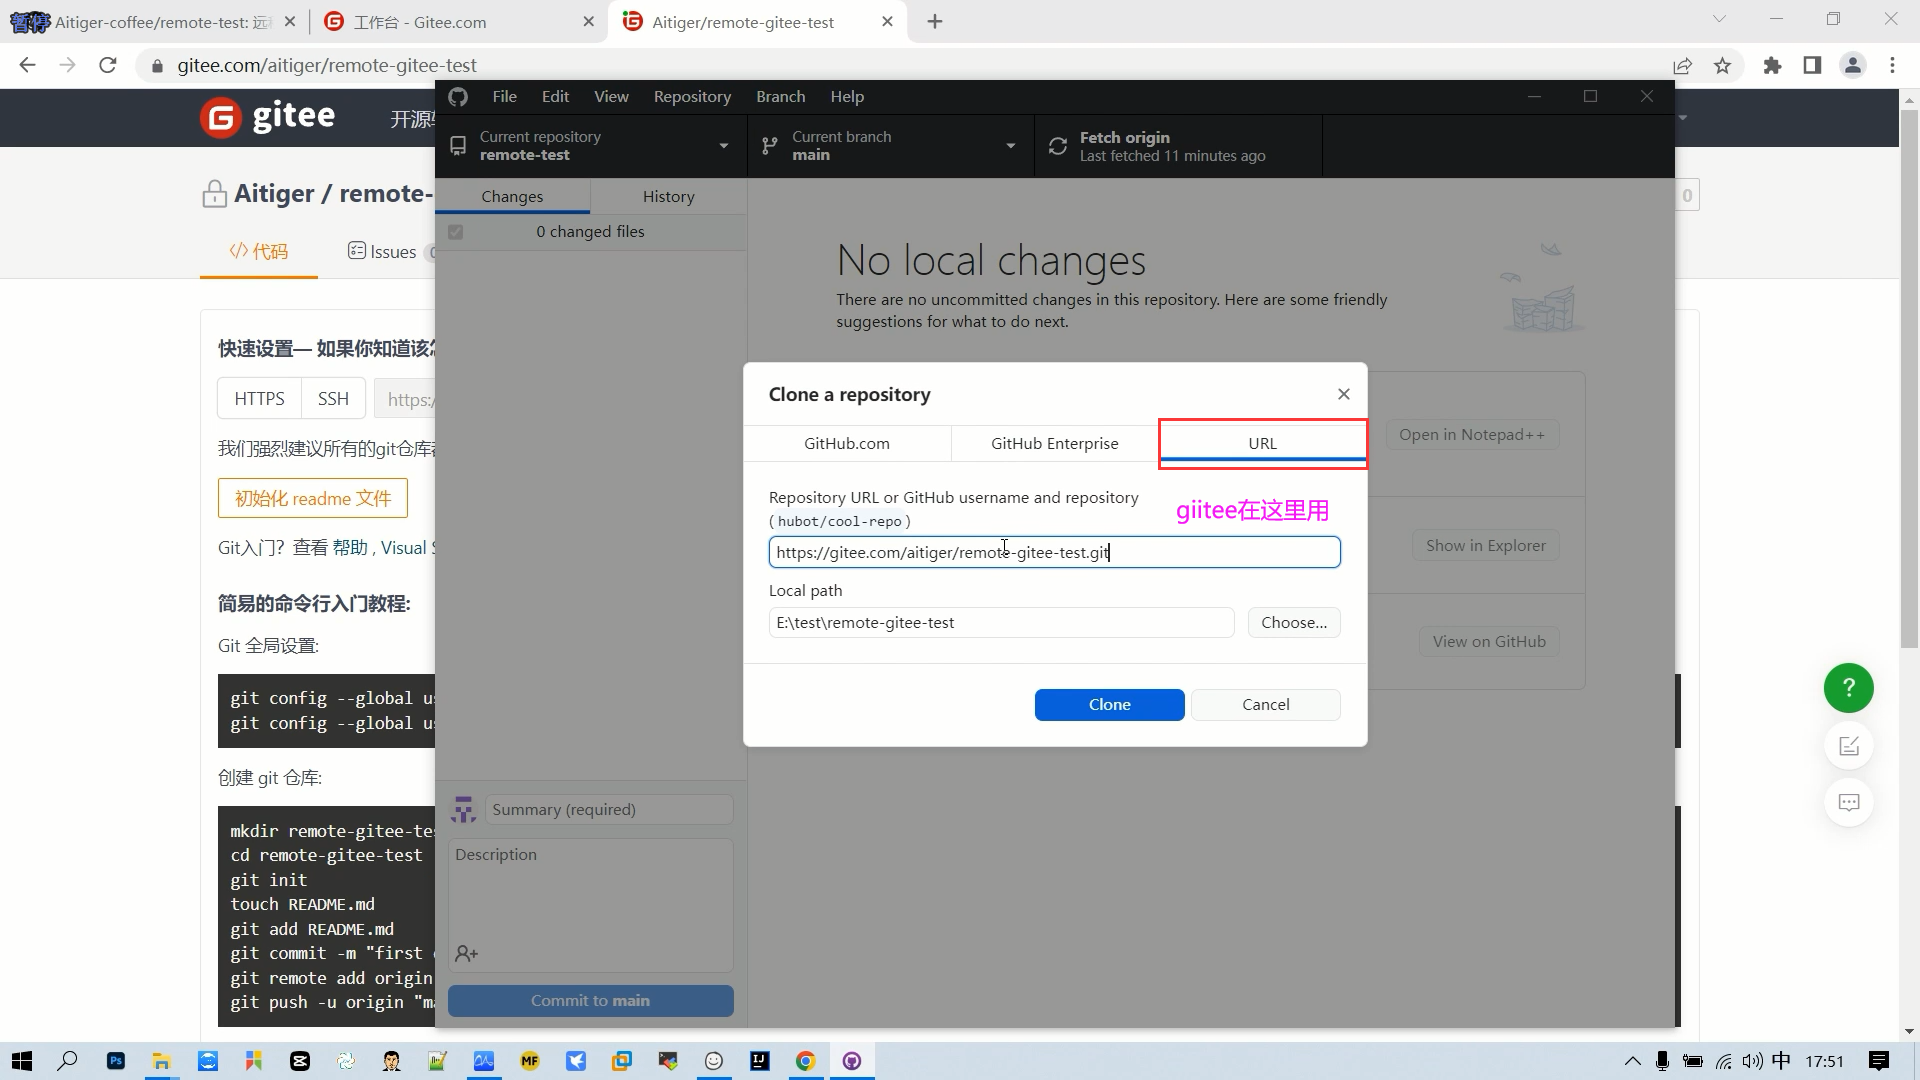 暂停
Aitiger-coffee/remote-test: 远
工作台 - Gitee.com
Aitiger/remote-gitee-test
gitee.com/aitiger/remote-gitee-test
gitee
开源
File Edit View Repository Branch Help
Current repository
remote-test
Current branch
main
Fetch origin
Last fetched 11 minutes ago
Aitiger / remote-
0
Changes
History
0 changed files
</> 代码
Issues
No local changes
There are no uncommitted changes in this repository. Here are some friendly
suggestions for what to do next.
快速设置— 如果你知道该怎
HTTPS
SSH
https:/
我们强烈建议所有的git仓库
初始化 readme 文件
Git入门？查看 帮助 , Visual S
简易的命令行入门教程:
Git 全局设置:
git config --global us
git config --global us
创建 git 仓库:
mkdir remote-gitee-tes
cd remote-gitee-test
git init
touch README.md
git add README.md
git commit -m "first c
git remote add origin
git push -u origin "ma
Clone a repository
GitHub.com
GitHub Enterprise
URL
Repository URL or GitHub username and repository
(hubot/cool-repo)
giitee在这里用
https://gitee.com/aitiger/remote-gitee-test.git
Local path
E:\test\remote-gitee-test
Choose...
Clone
Cancel
Open in Notepad++
Show in Explorer
View on GitHub
?
Summary (required)
Description
Commit to main
Ps
MF
IJ
中
17:51